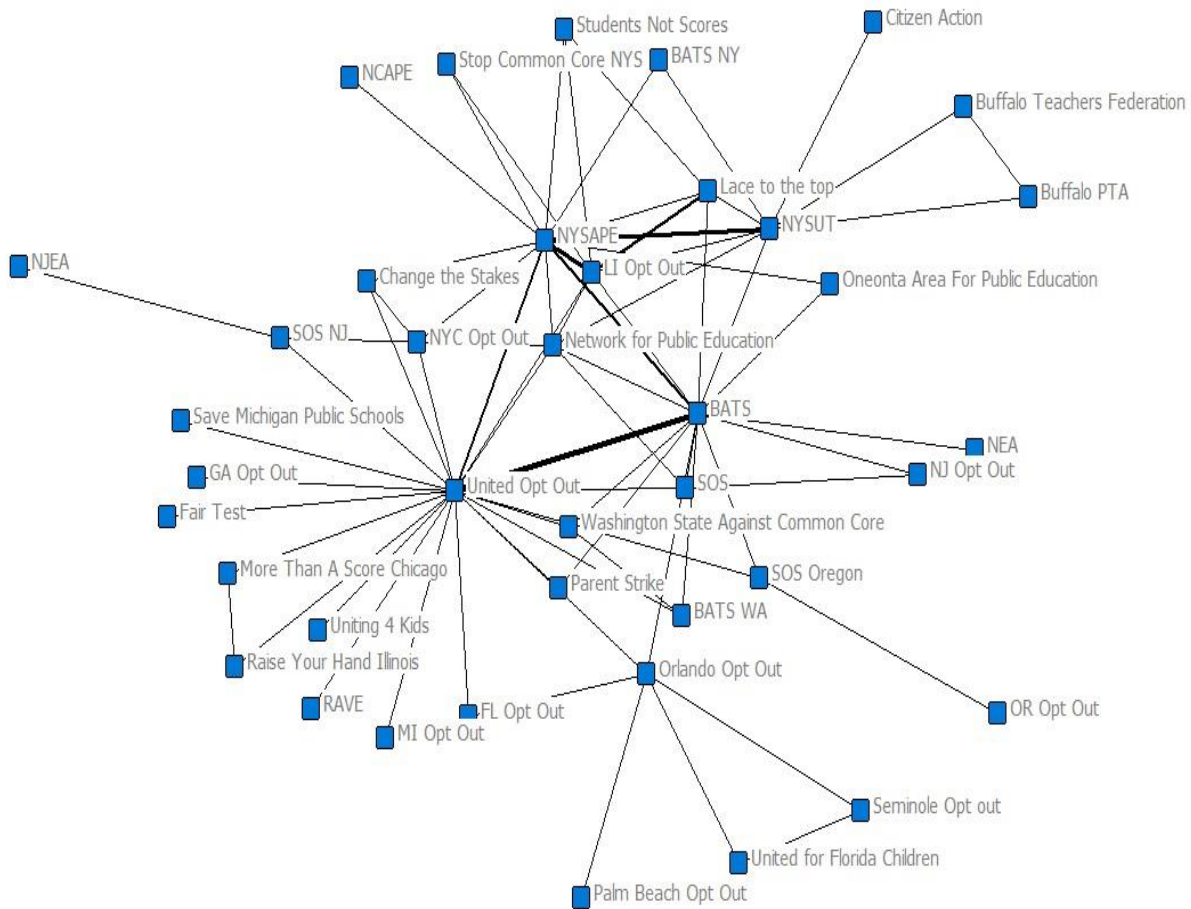 Students Not Scores
Citizen Action
Stop Common Core NYS
BATS NY
NCAPE
Buffalo Teachers Federation
Lace to the top
Buffalo PTA
NYSUT
NYSAPE
NJEA
LI Opt Out
Change the Stakes
Oneonta Area For Public Education
SOS NJ
NYC Opt Out
Network for Public Education
BATS
Save Michigan Public Schools
NEA
GA Opt Out
NJ Opt Out
United Opt Out
SOS
Fair Test
Washington State Against Common Core
More Than A Score Chicago
SOS Oregon
Parent Strike
BATS WA
Uniting 4 Kids
Raise Your Hand Illinois
Orlando Opt Out
RAVE
FL Opt Out
OR Opt Out
MI Opt Out
Seminole Opt out
United for Florida Children
Palm Beach Opt Out